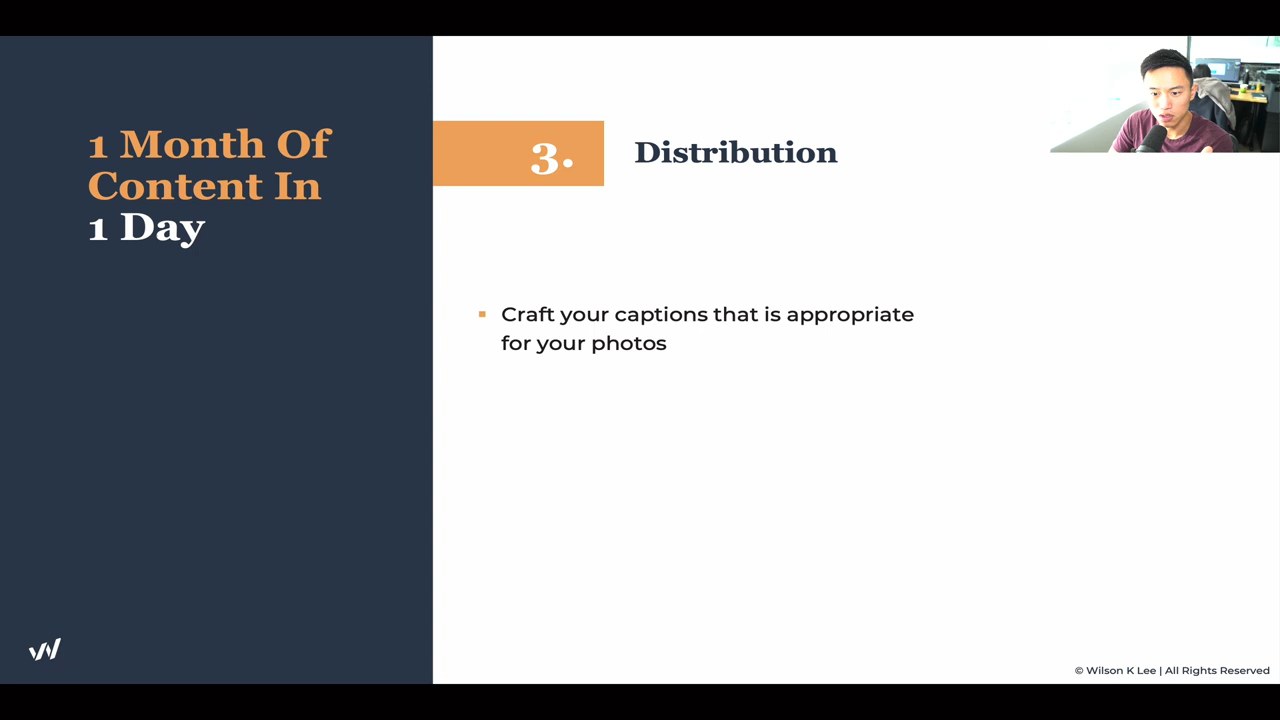 1 Month Of
Content In
1 Day
3.
Distribution
▪ Craft your captions that is appropriate
for your photos
© Wilson K Lee | All Rights Reserved